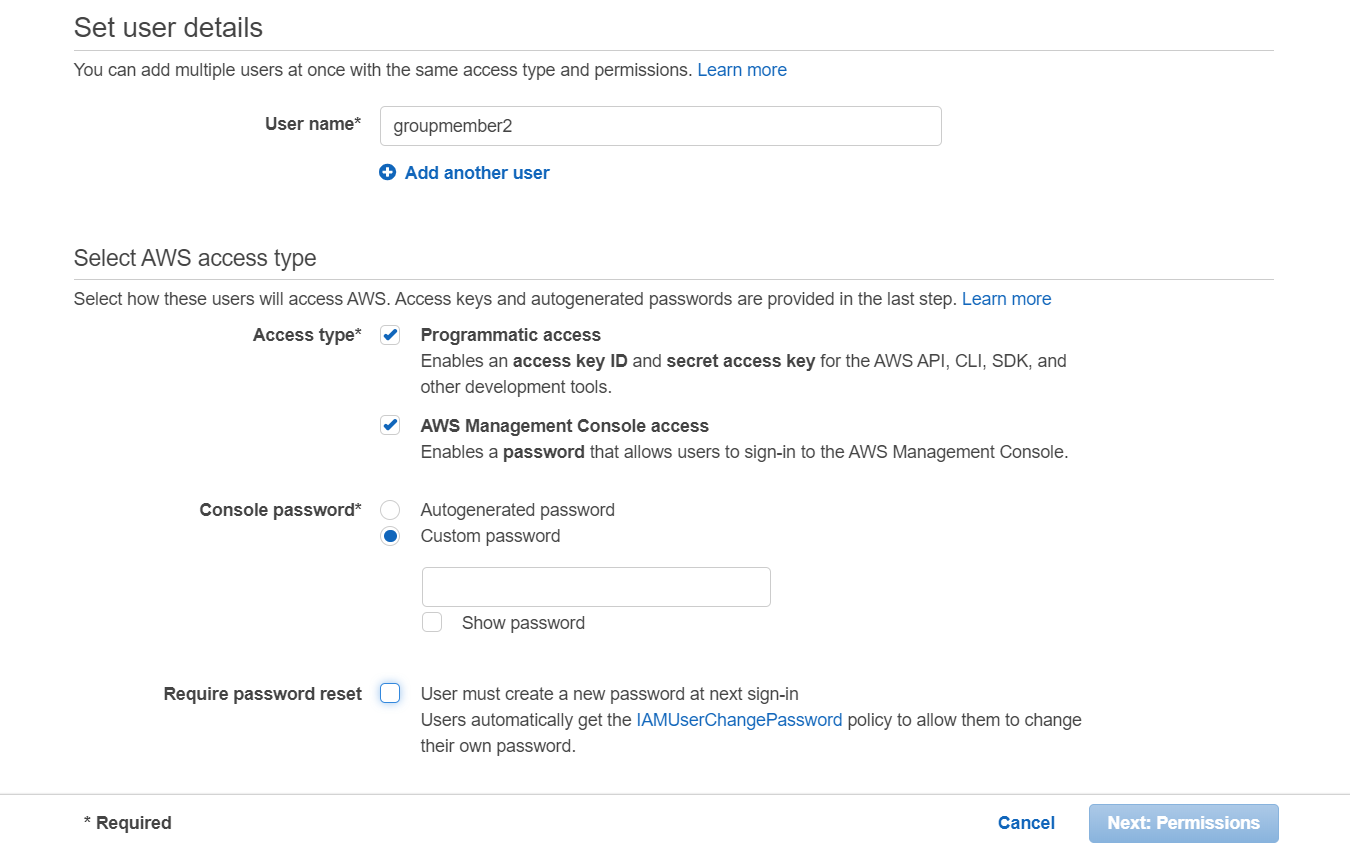 Set user details
You can add multiple users at once with the same access type and permissions. Learn more
User name* groupmember2
Add another user
Select AWS access type
Select how these users will access AWS. Access keys and autogenerated passwords are provided in the last step. Learn more
Access type* Programmatic access
Enables an access key ID and secret access key for the AWS API, CLI, SDK, and
other development tools.
AWS Management Console access
Enables a password that allows users to sign-in to the AWS Management Console.
Console password* Autogenerated password
Custom password
Show password
Require password reset User must create a new password at next sign-in
Users automatically get the IAMUserChangePassword policy to allow them to change
their own password.
* Required Cancel Next: Permissions